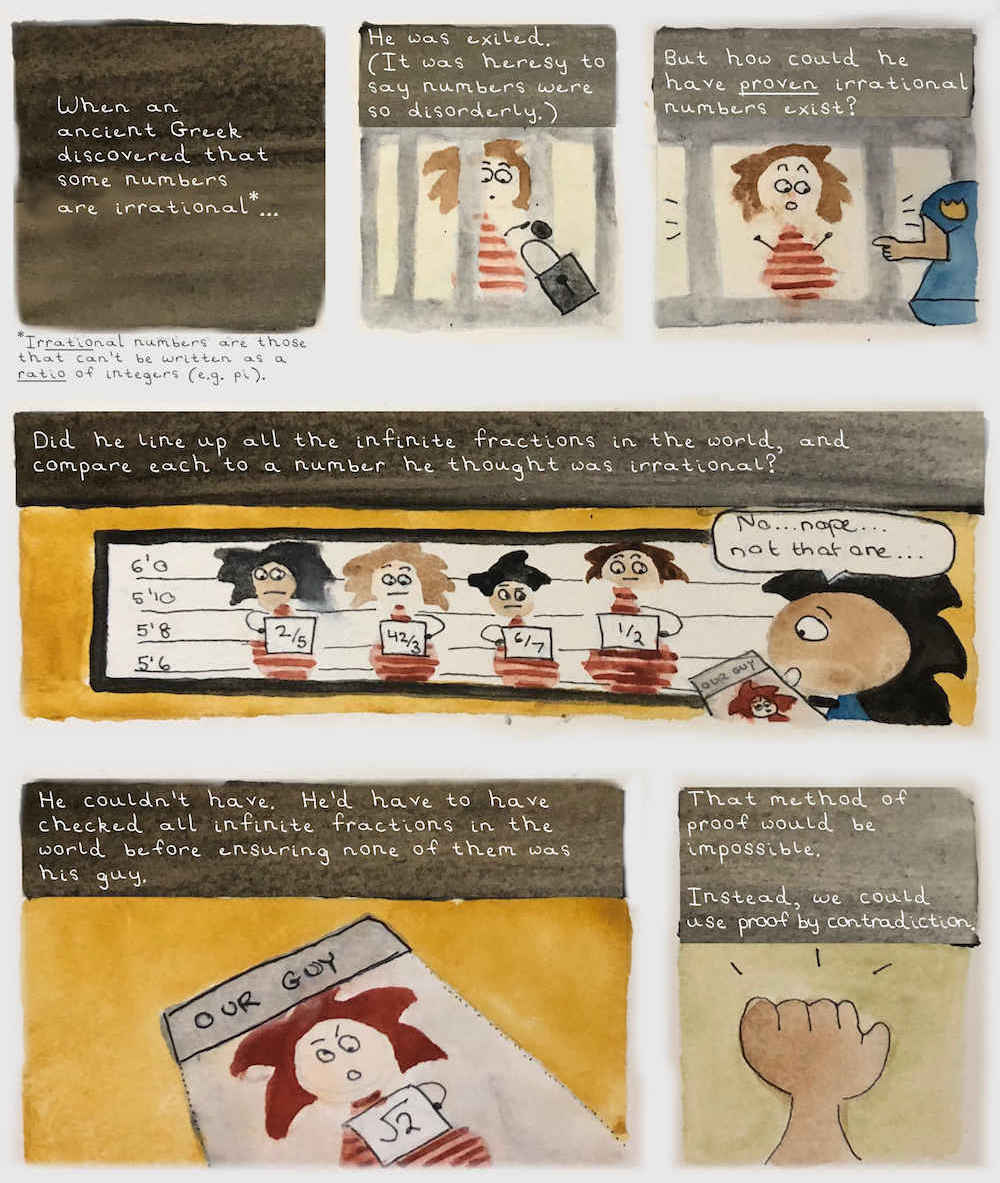 When an
ancient Greek
discovered that
some numbers
are irrational*...
*Irrational numbers are those
that can't be written as a
ratio of integers (e.g. pi).
He was exiled.
(It was heresy to
say numbers were
so disorderly.)
But how could he
have proven irrational
numbers exist?
Did he line up all the infinite fractions in the world, and
compare each to a number he thought was irrational?
No...nope...
not that one...
6'0
5'10
5'8
5'6
2/5
42/3
6/7
1/2
OUR GUY
He couldn't have. He'd have to have
checked all infinite fractions in the
world before ensuring none of them was
his guy.
OUR GUY
√2
That method of
proof would be
impossible.
Instead, we could
use proof by contradiction.